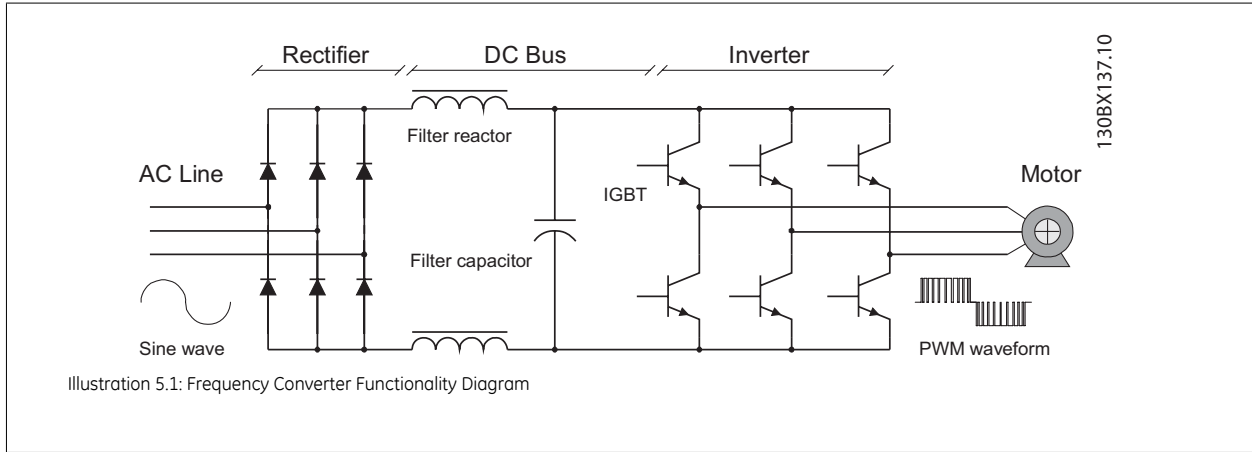 Rectifier
DC Bus
Inverter
130BX137.10
Filter reactor
AC Line
IGBT
Motor
Filter capacitor
Sine wave
PWM waveform
Illustration 5.1: Frequency Converter Functionality Diagram